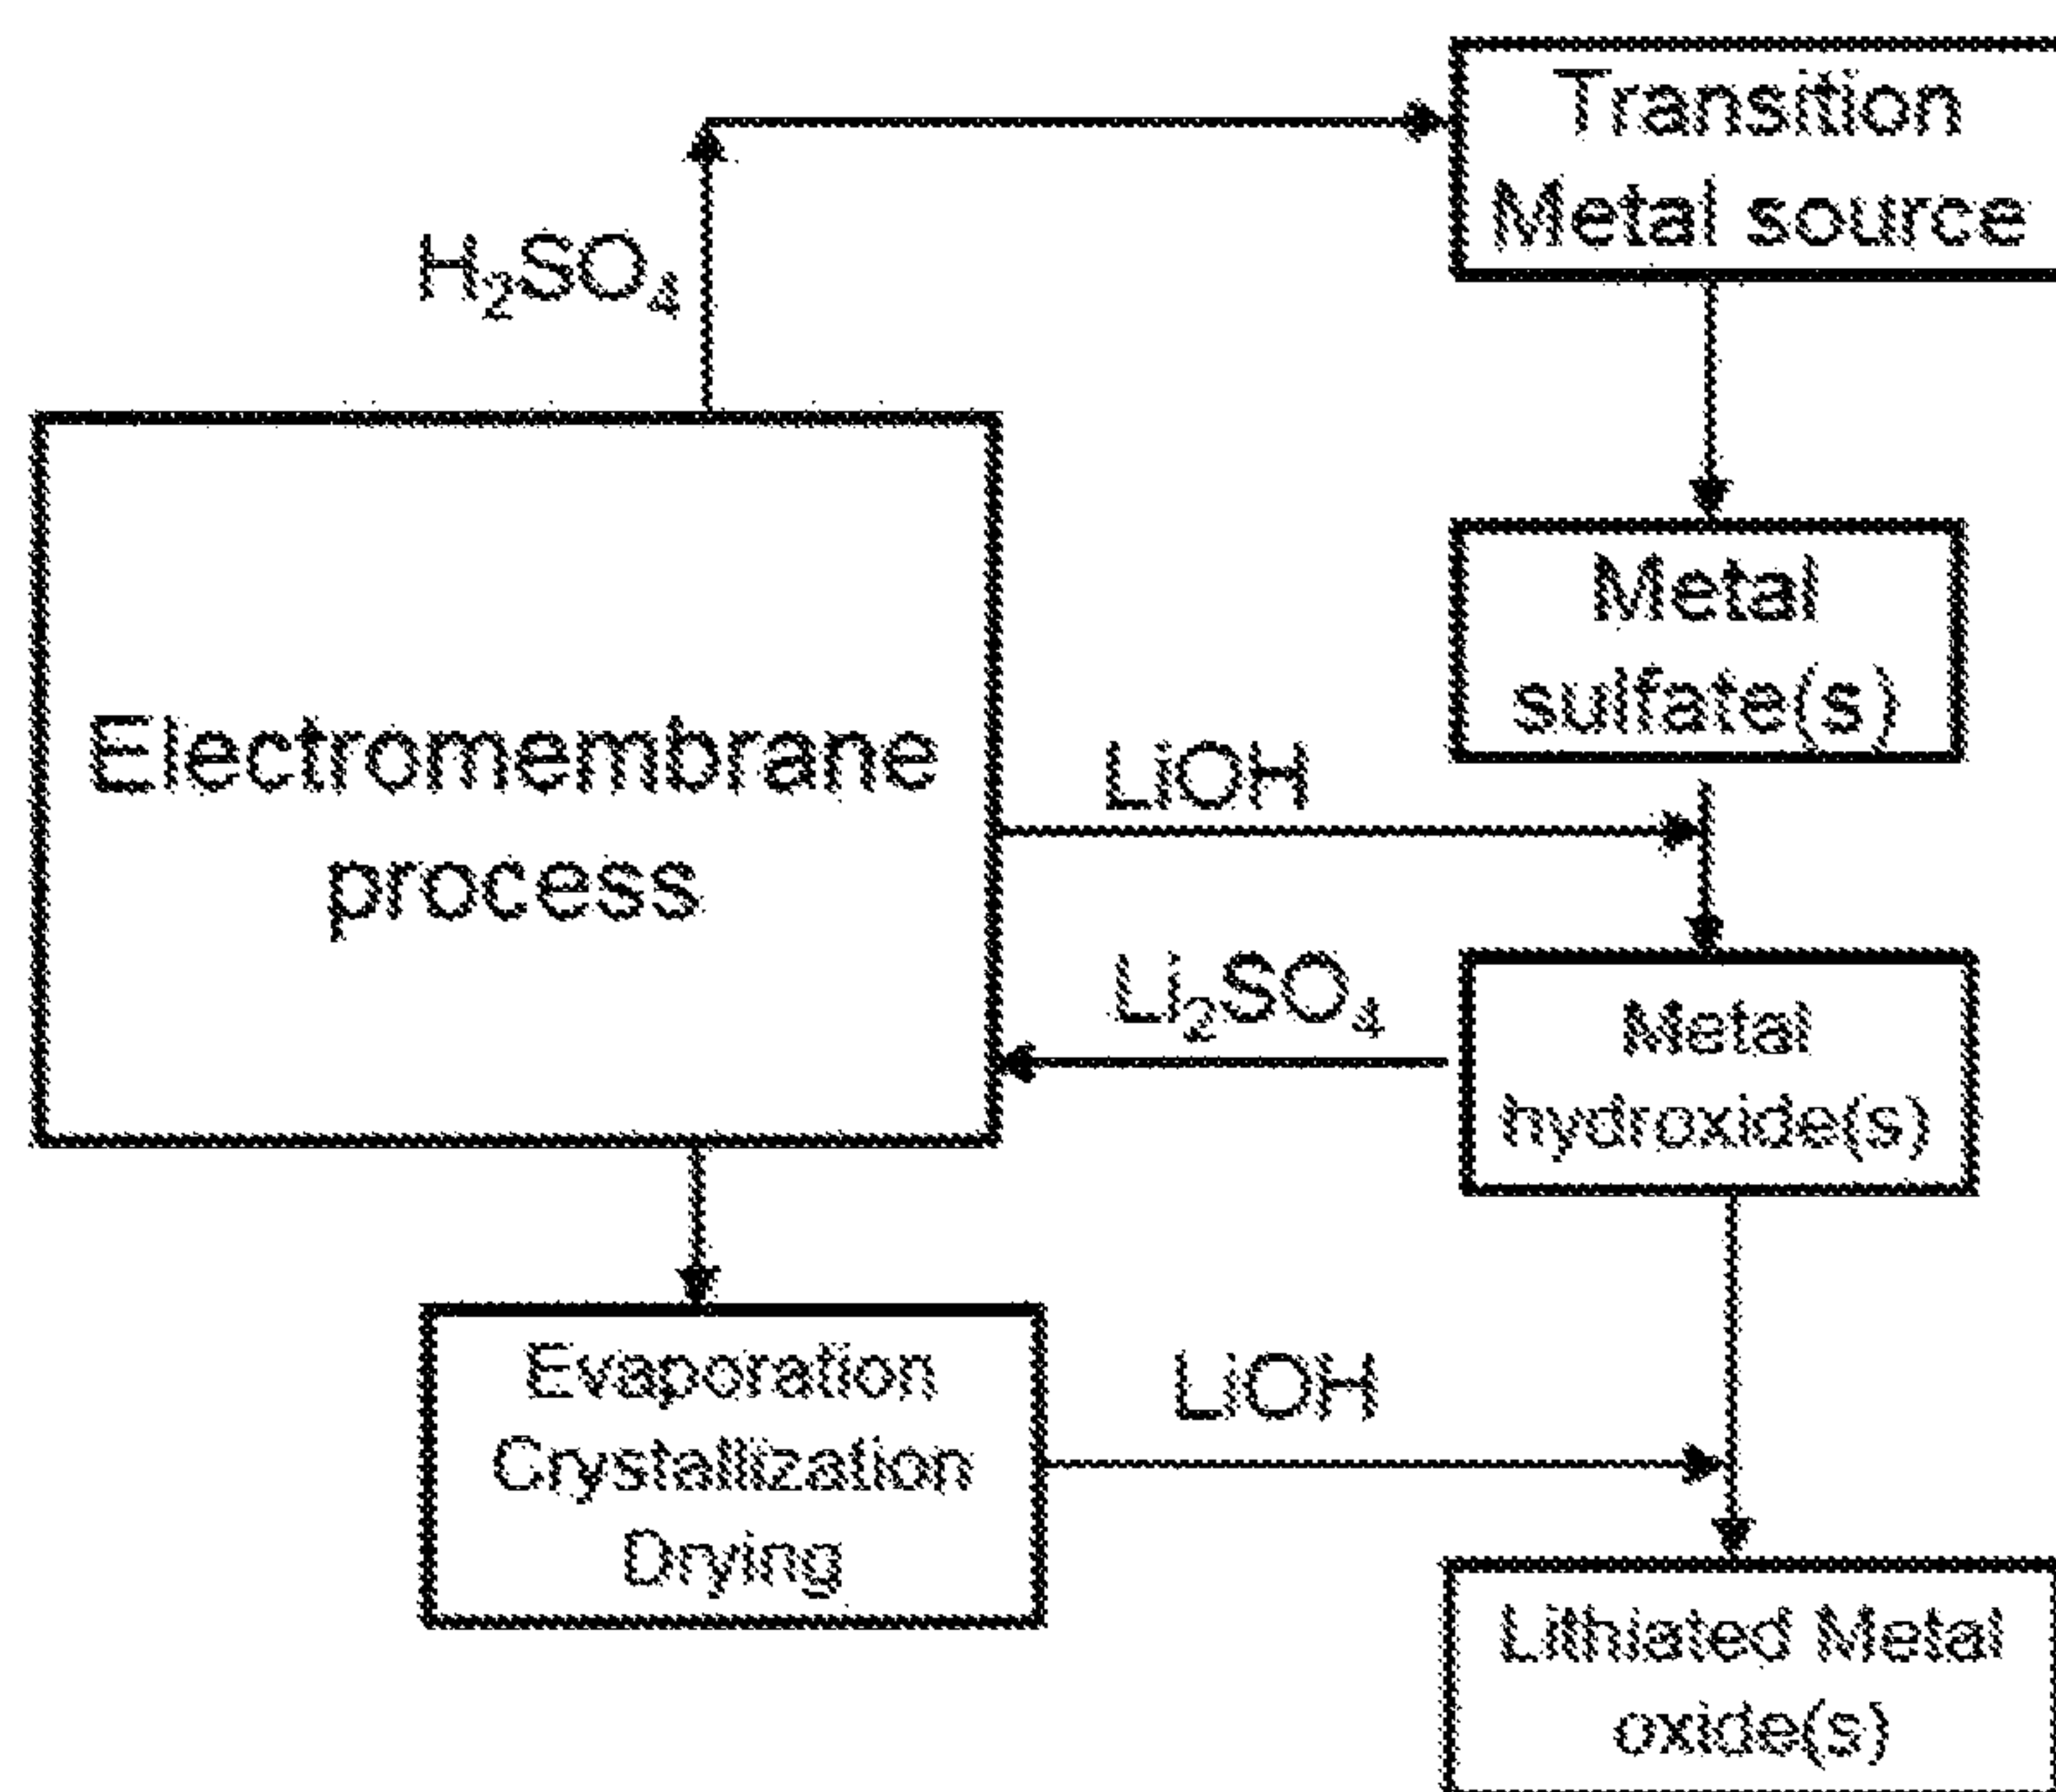 Transition
Metal source
H₂SO₄
Metal
sulfate(s)
Electromembrane
process
LiOH
Li₂SO₄
Metal
hydroxide(s)
Evaporation
Crystallization
Drying
LiOH
Lithiated Metal
oxide(s)